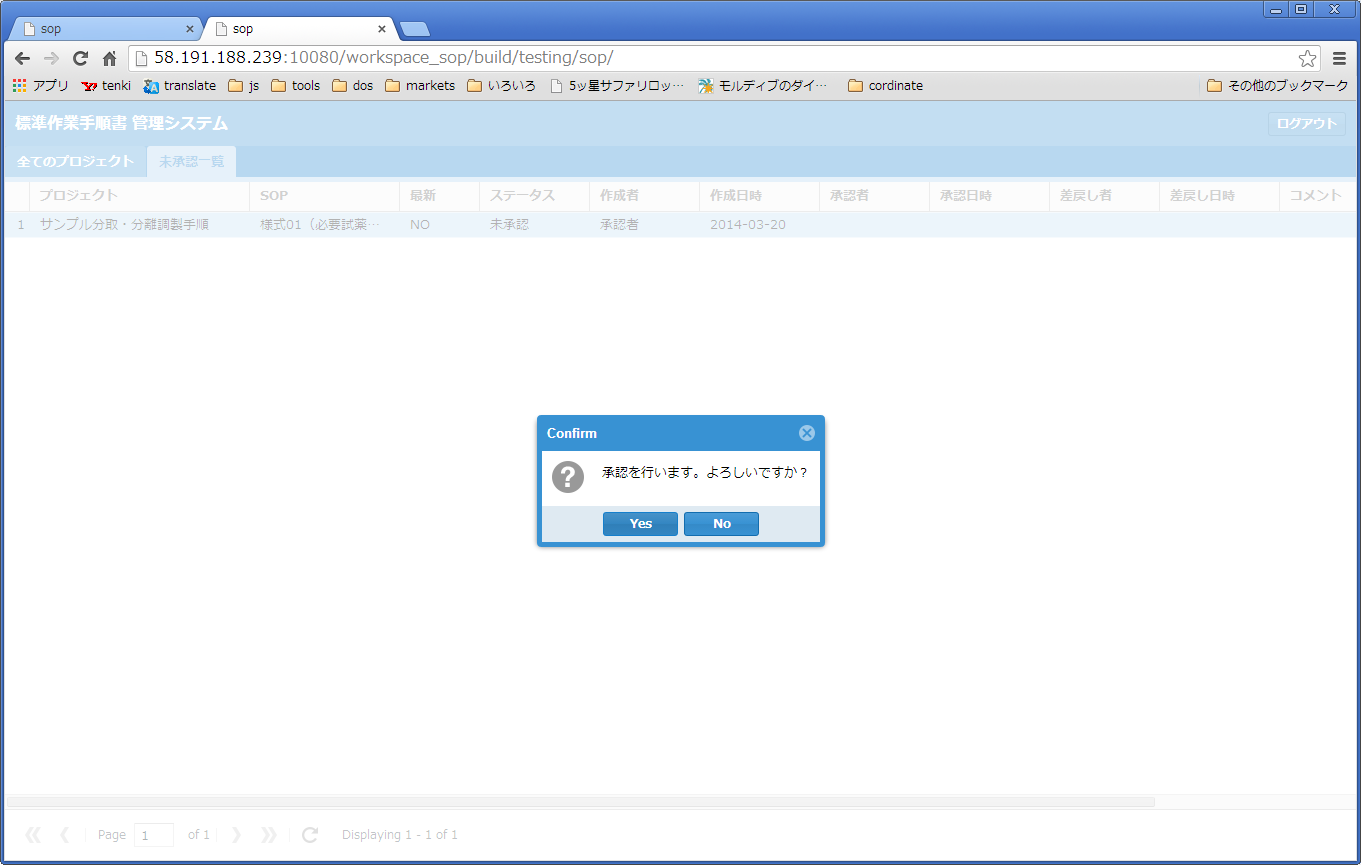 sop
sop
58.191.188.239:10080/workspace_sop/build/testing/sop/
アプリ tenki translate js tools dos markets いろいろ 5ッ星サファリロッ… モルディブのダイ… cordinate その他のブックマーク
標準作業手順書 管理システム ログアウト
全てのプロジェクト 未承認一覧
プロジェクト SOP 最新 ステータス 作成者 作成日時 承認者 承認日時 差戻し者 差戻し日時 コメント
1 サンプル分取・分離調製手順 様式01（必要試薬… NO 未承認 承認者 2014-03-20
Confirm
承認を行います。よろしいですか？
Yes No
Page 1 of 1 Displaying 1 - 1 of 1